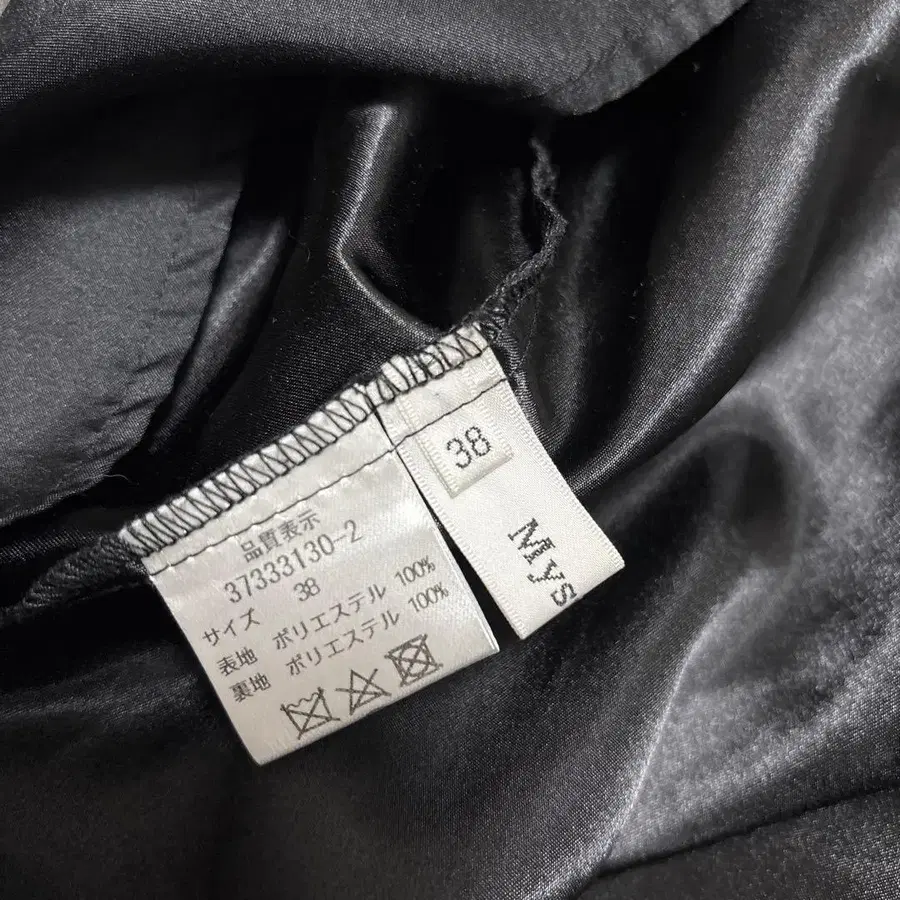 品質表示
37333130-2
サイズ 38
表地 ポリエステル 100%
裏地 ポリエステル 100%
38
Mys